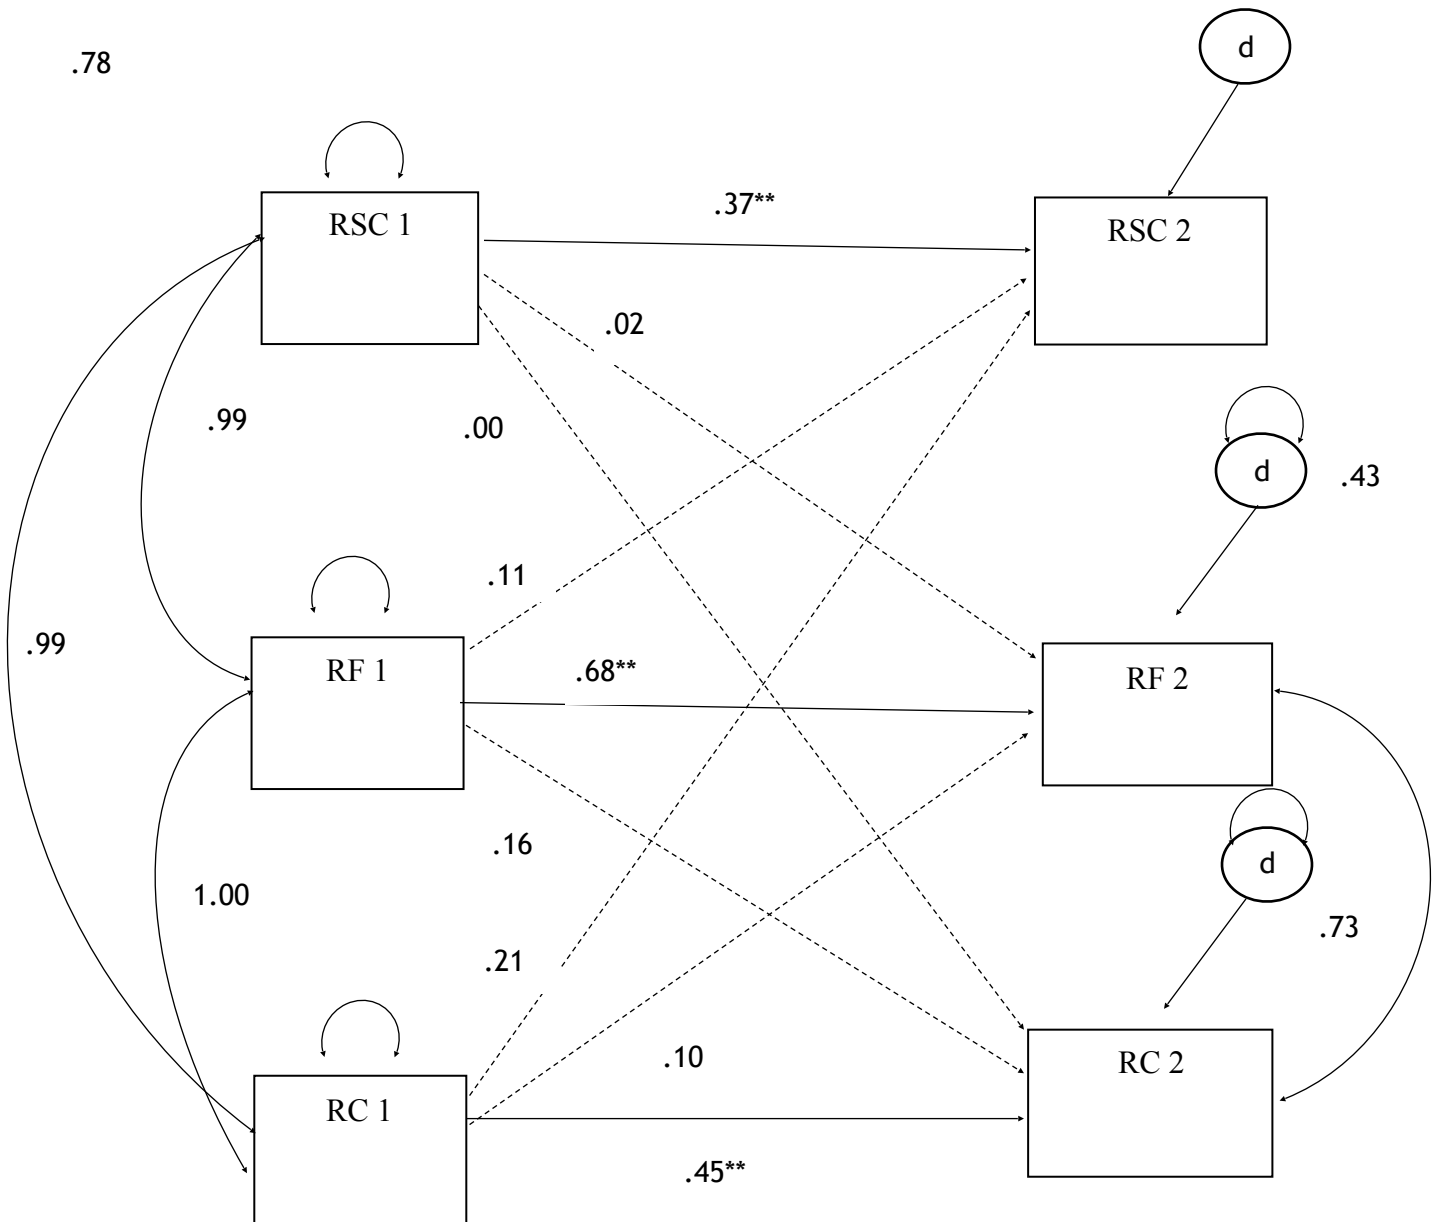 d
.78
.37**
RSC 1
RSC 2
.02
.99
.00
d
.43
.11
.99
.68**
RF 1
RF 2
.16
d
1.00
.73
.21
.10
RC 2
RC 1
.45**